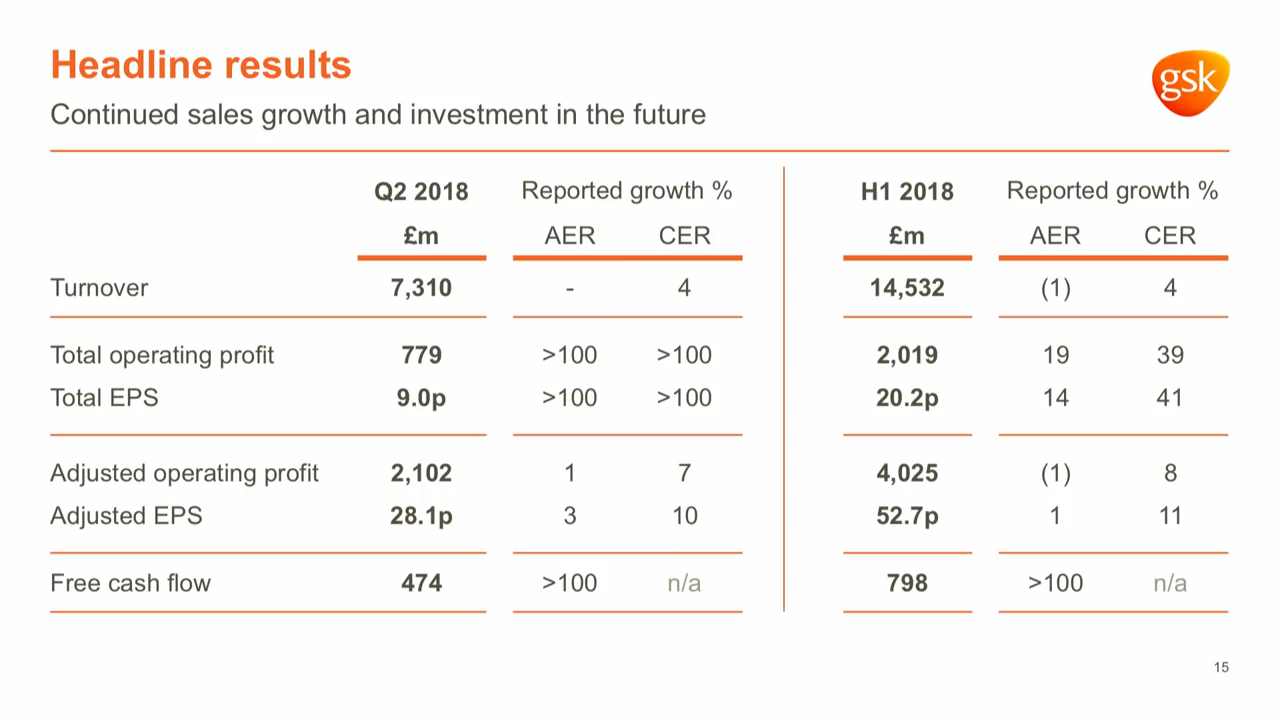 Headline results
gsk
Continued sales growth and investment in the future
Q2 2018 Reported growth % H1 2018 Reported growth %
£m AER CER £m AER CER
Turnover 7,310 - 4 14,532 (1) 4
Total operating profit 779 >100 >100 2,019 19 39
Total EPS 9.0p >100 >100 20.2p 14 41
Adjusted operating profit 2,102 1 7 4,025 (1) 8
Adjusted EPS 28.1p 3 10 52.7p 1 11
Free cash flow 474 >100 n/a 798 >100 n/a
15